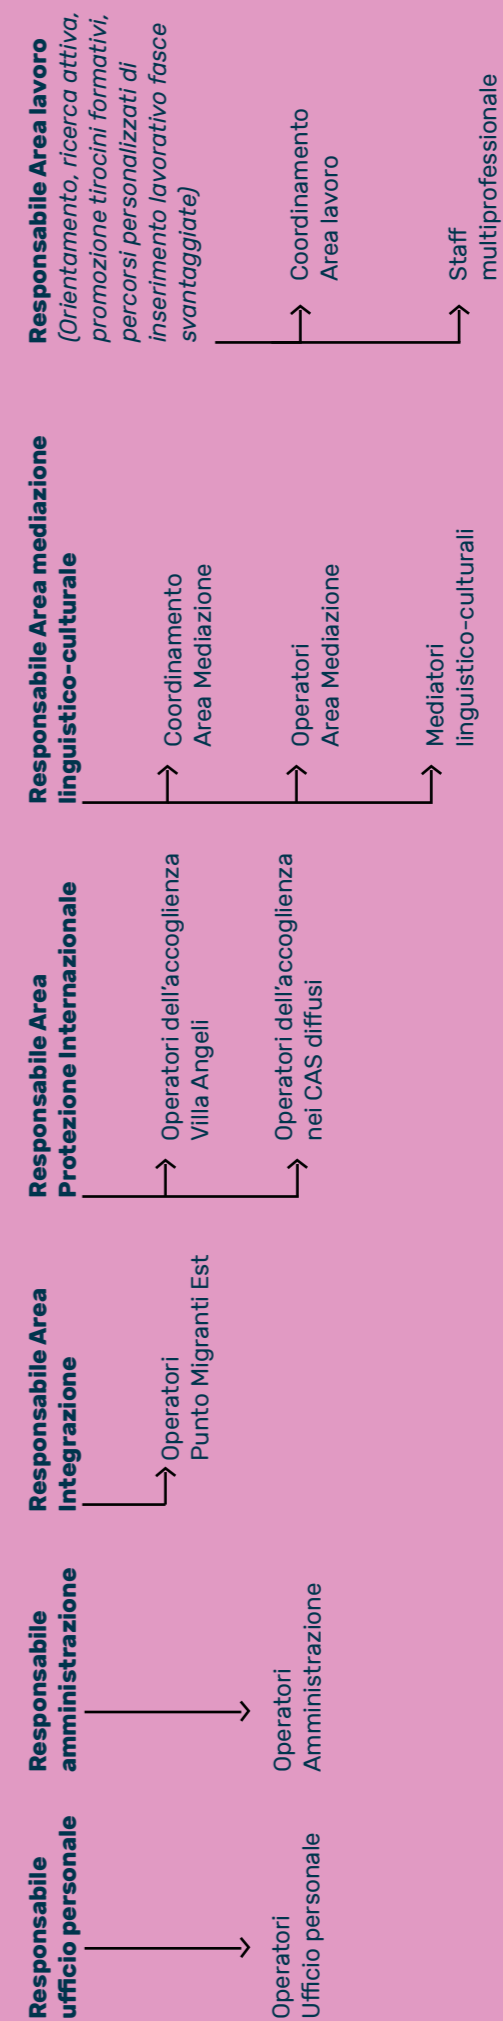 Responsabile
ufficio personale
Operatori
Ufficio personale
Responsabile
amministrazione
Operatori
Amministrazione
Responsabile Area
Integrazione
Operatori
Punto Migranti Est
Responsabile Area
Protezione Internazionale
Operatori dell'accoglienza
Villa Angeli
Operatori dell'accoglienza
nei CAS diffusi
Responsabile Area mediazione
linguistico-culturale
Coordinamento
Area Mediazione
Operatori
Area Mediazione
Mediatori
linguistico-culturali
Responsabile Area lavoro
(Orientamento, ricerca attiva,
promozione tirocini formativi,
percorsi personalizzati di
inserimento lavorativo fasce
svantaggiate)
Coordinamento
Area lavoro
Staff
multiprofessionale